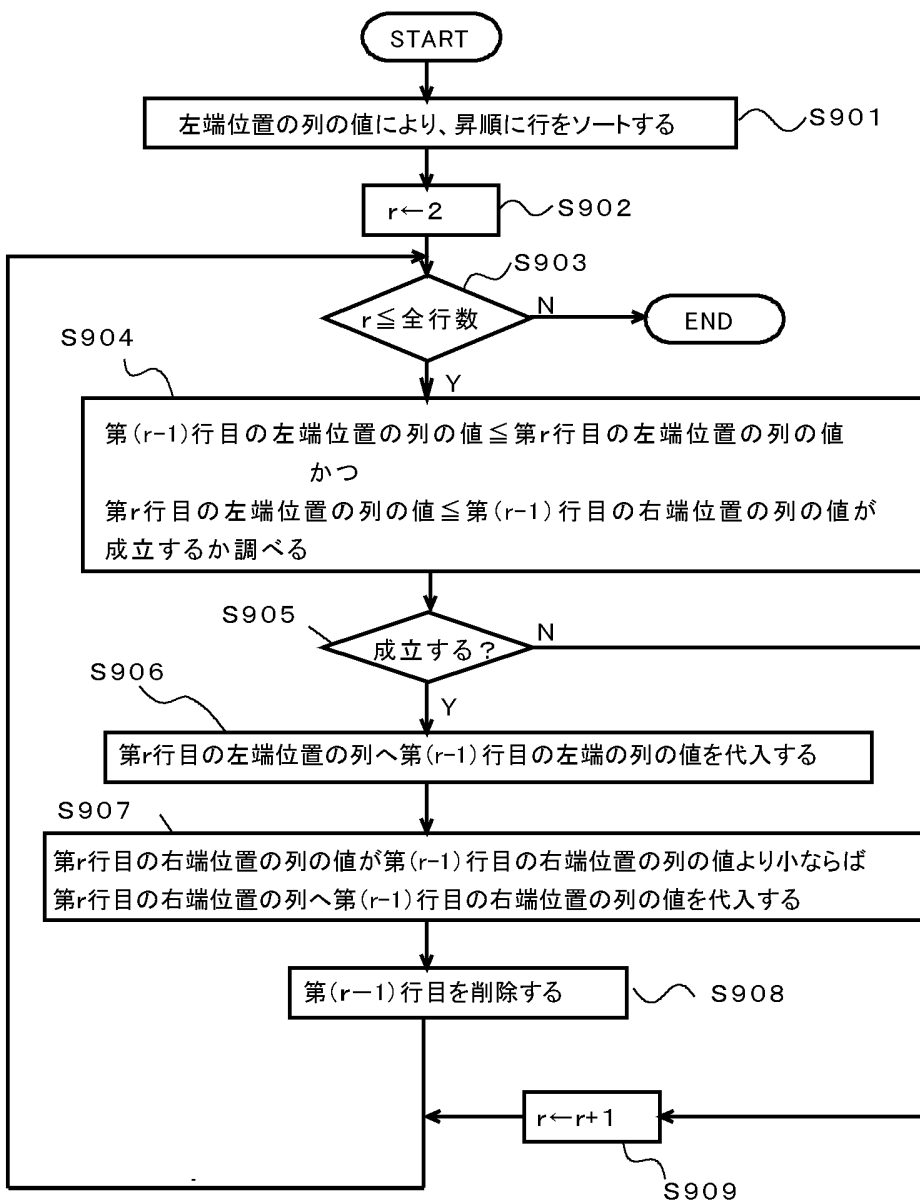 START
左端位置の列の値により、昇順に行をソートする
S901
r←2
S902
S903
r≦全行数
N
END
S904
Y
第(r-1)行目の左端位置の列の値≦第r行目の左端位置の列の値
かつ
第r行目の左端位置の列の値≦第(r-1)行目の右端位置の列の値が
成立するか調べる
S905
成立する?
N
S906
Y
第r行目の左端位置の列へ第(r-1)行目の左端の列の値を代入する
S907
第r行目の右端位置の列の値が第(r-1)行目の右端位置の列の値より小ならば
第r行目の右端位置の列へ第(r-1)行目の右端位置の列の値を代入する
第(r−1)行目を削除する
S908
r←r+1
S909